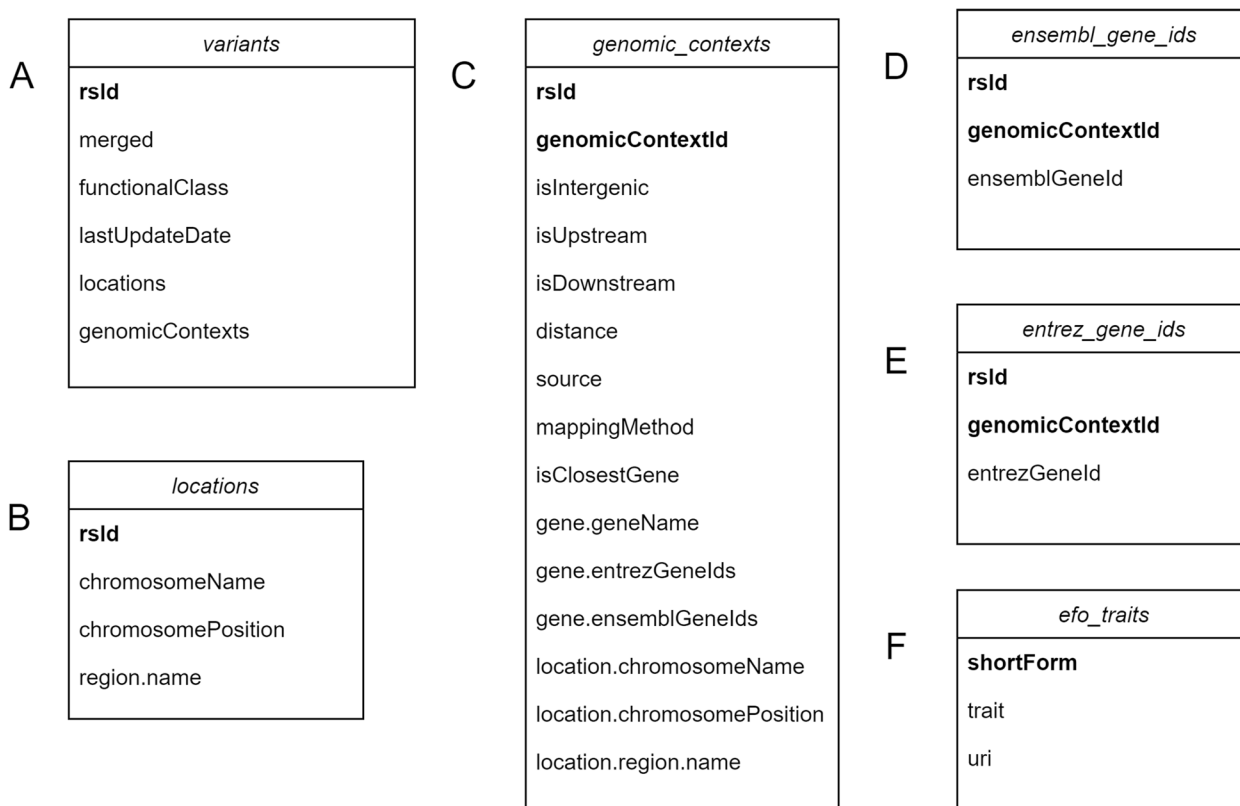 A
variants
rsId
merged
functionalClass
lastUpdateDate
locations
genomicContexts
B
locations
rsId
chromosomeName
chromosomePosition
region.name
C
genomic_contexts
rsId
genomicContextId
isIntergenic
isUpstream
isDownstream
distance
source
mappingMethod
isClosestGene
gene.geneName
gene.entrezGeneIds
gene.ensemblGeneIds
location.chromosomeName
location.chromosomePosition
location.region.name
D
ensembl_gene_ids
rsId
genomicContextId
ensemblGeneId
E
entrez_gene_ids
rsId
genomicContextId
entrezGeneId
F
efo_traits
shortForm
trait
uri